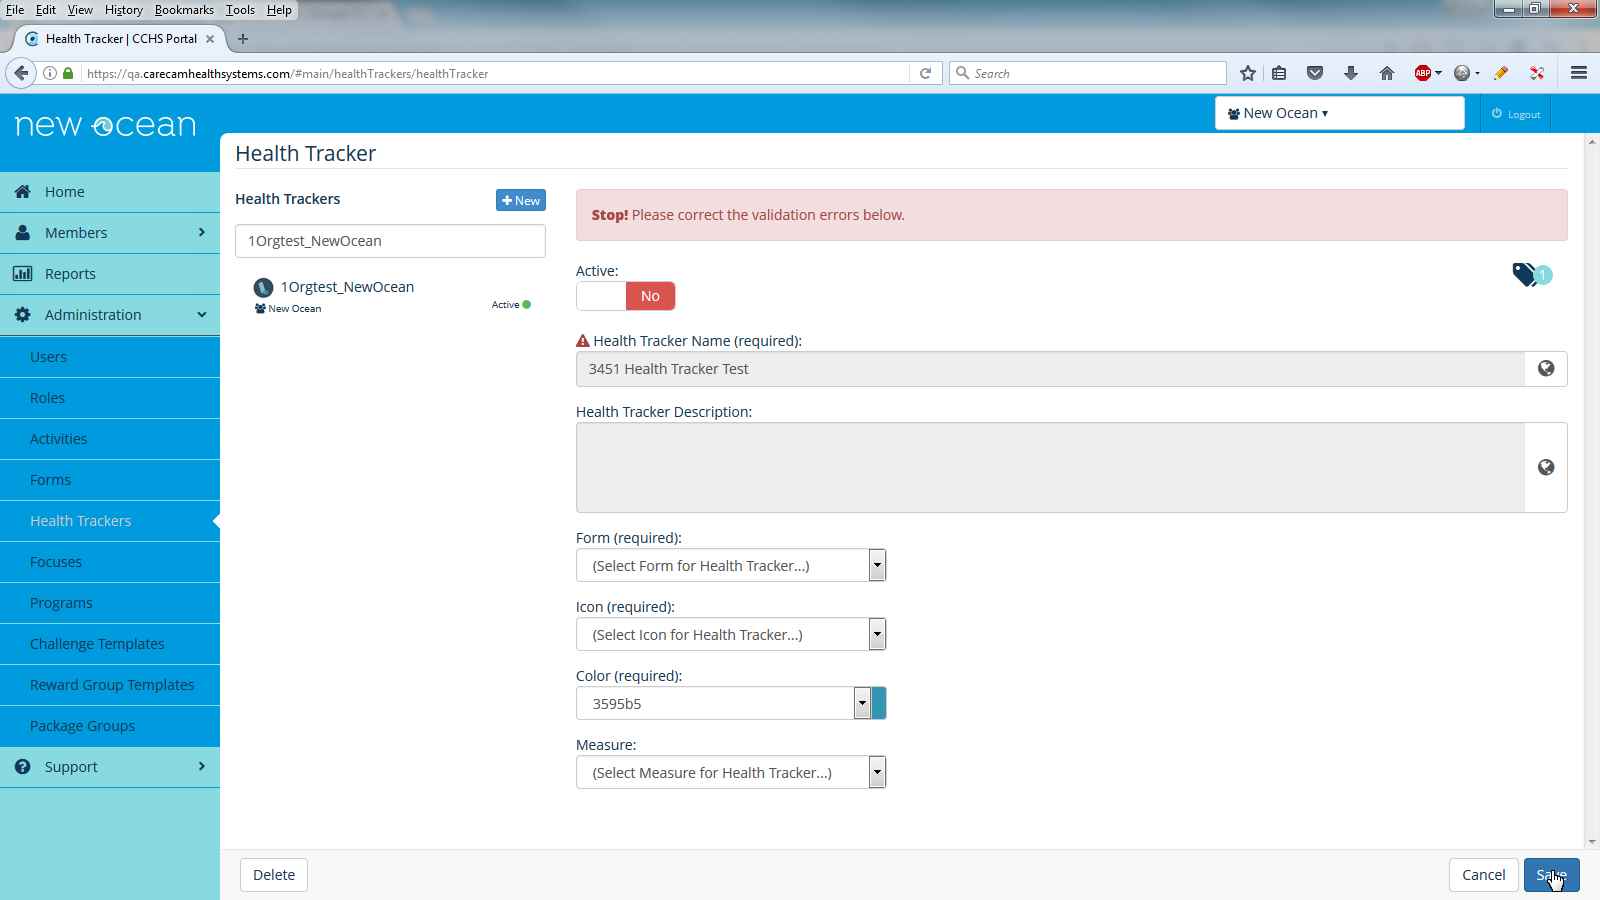 File Edit View History Bookmarks Tools Help
Health Tracker | CCHS Portal
https://qa.carecamhealthsystems.com/#main/healthTrackers/healthTracker
Search
ABP
new ocean
New Ocean
Logout
Home
Members
Reports
Administration
Users
Roles
Activities
Forms
Health Trackers
Focuses
Programs
Challenge Templates
Reward Group Templates
Package Groups
Support
Health Tracker
Health Trackers
+ New
1Orgtest_NewOcean
1Orgtest_NewOcean
New Ocean
Active
Stop! Please correct the validation errors below.
Active:
No
1
Health Tracker Name (required):
3451 Health Tracker Test
Health Tracker Description:
Form (required):
(Select Form for Health Tracker...)
Icon (required):
(Select Icon for Health Tracker...)
Color (required):
3595b5
Measure:
(Select Measure for Health Tracker...)
Delete
Cancel
Save